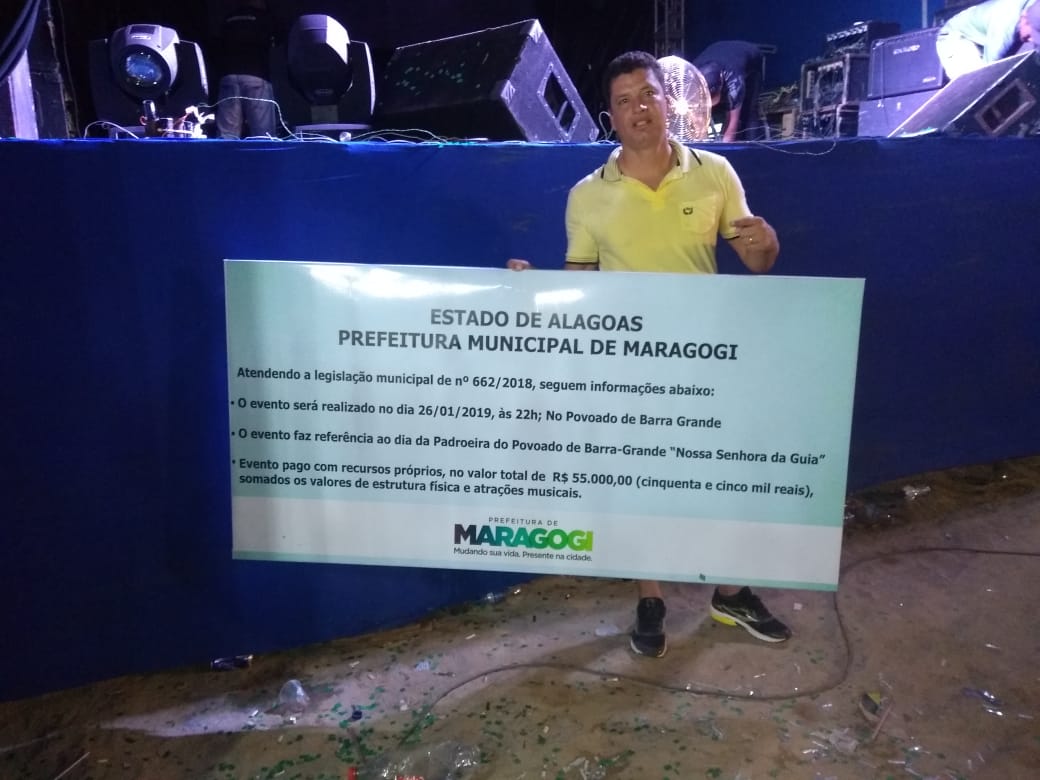 ESTADO DE ALAGOAS
PREFEITURA MUNICIPAL DE MARAGOGI
Atendendo a legislação municipal de nº 662/2018, seguem informações abaixo:
• O evento será realizado no dia 26/01/2019, às 22h; No Povoado de Barra Grande
• O evento faz referência ao dia da Padroeira do Povoado de Barra-Grande “Nossa Senhora da Guia”
• Evento pago com recursos próprios, no valor total de R$ 55.000,00 (cinquenta e cinco mil reais),
somados os valores de estrutura física e atrações musicais.
PREFEITURA DE
MARAGOGI
Mudando sua vida. Presente na cidade.